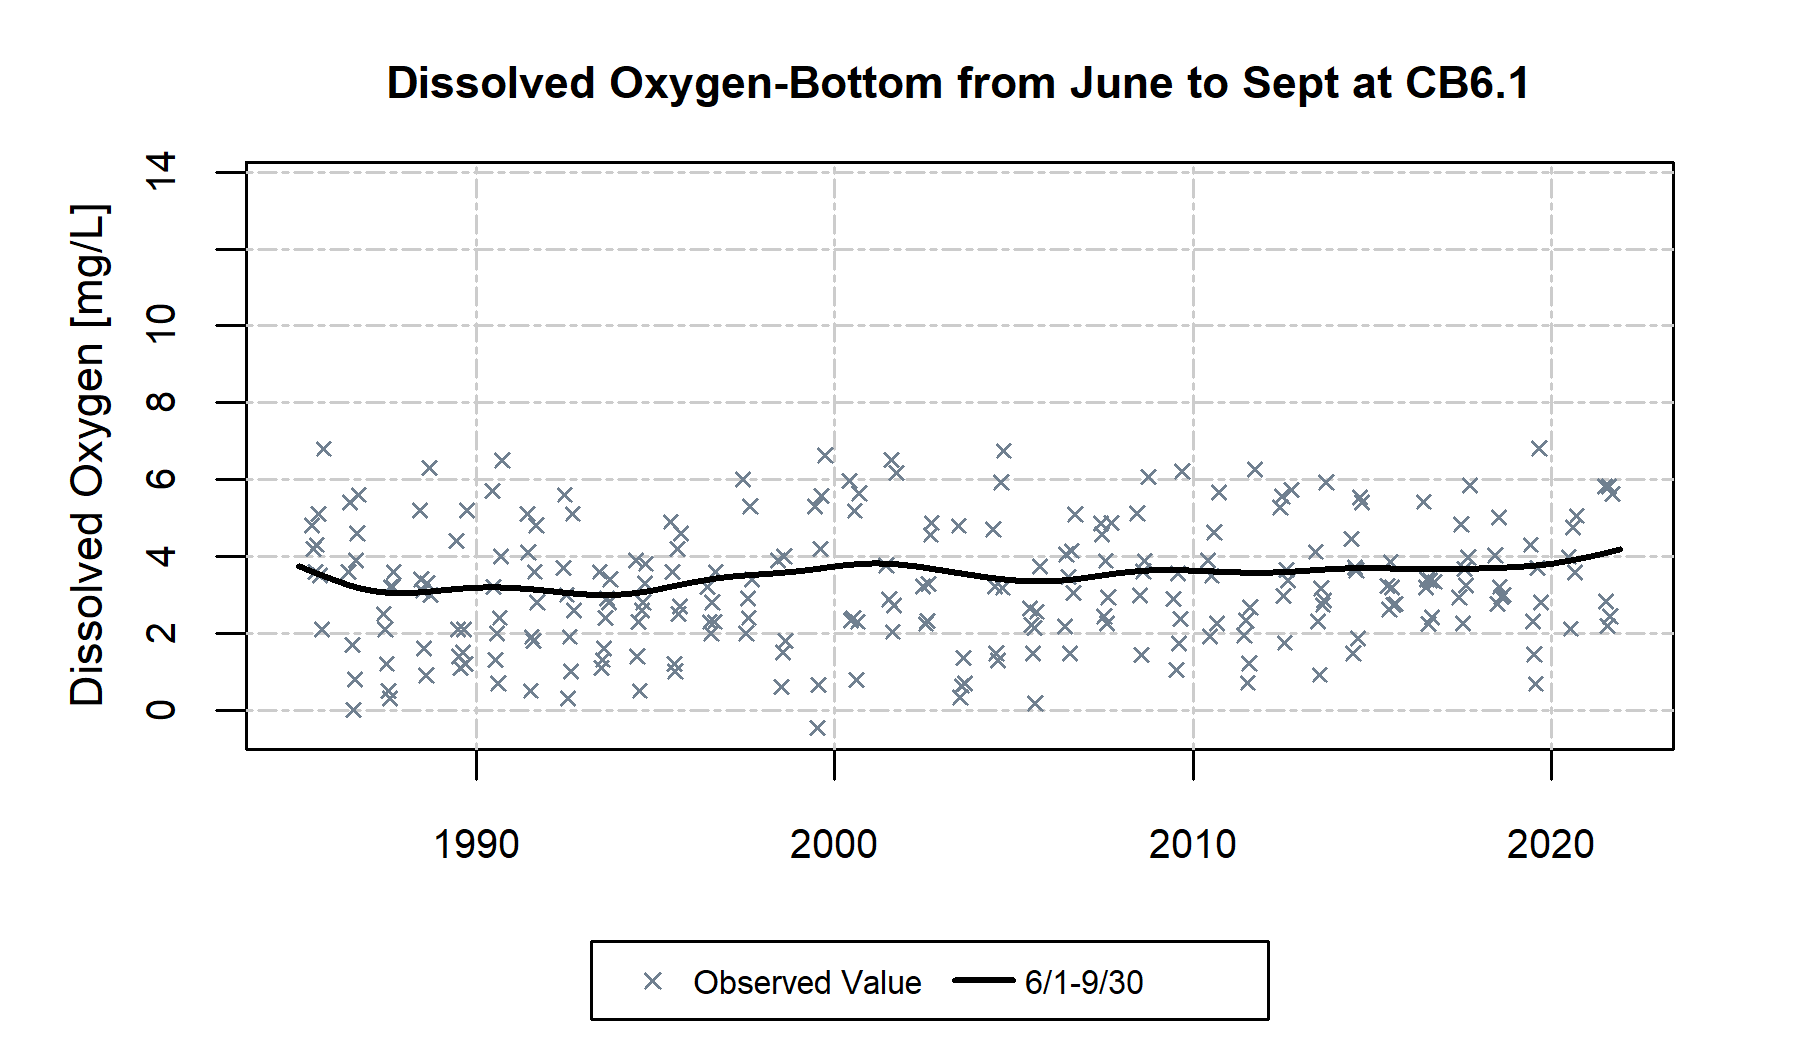 Dissolved Oxygen-Bottom from June to Sept at CB6.1
Dissolved Oxygen [mg/L]
14
10
8
6
4
2
0
1990 2000 2010 2020
Observed Value 6/1-9/30